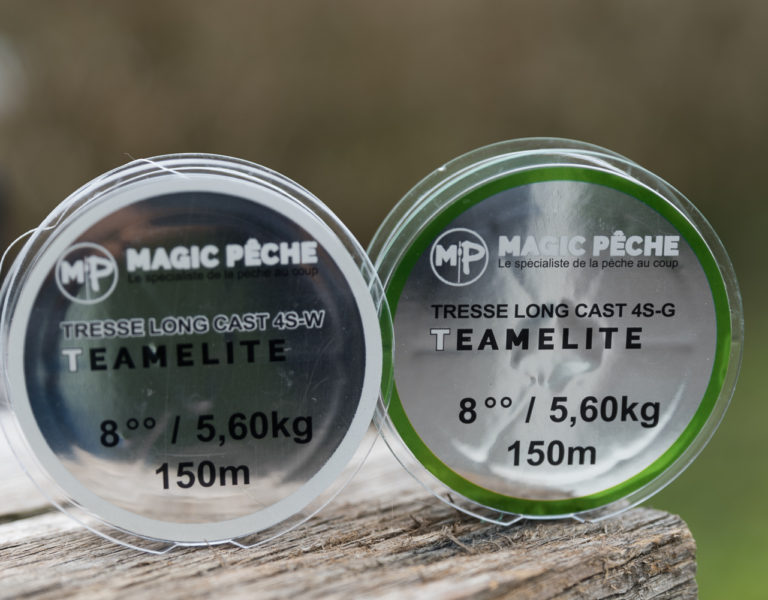 MP MAGIC PÊCHE
Le spécialiste de la pêche au coup
TRESSE LONG CAST 4S-W
TEAMELITE
8°° / 5,60kg
150m
MP MAGIC PÊCHE
Le spécialiste de la pêche au coup
TRESSE LONG CAST 4S-G
TEAMELITE
8°° / 5,60kg
150m